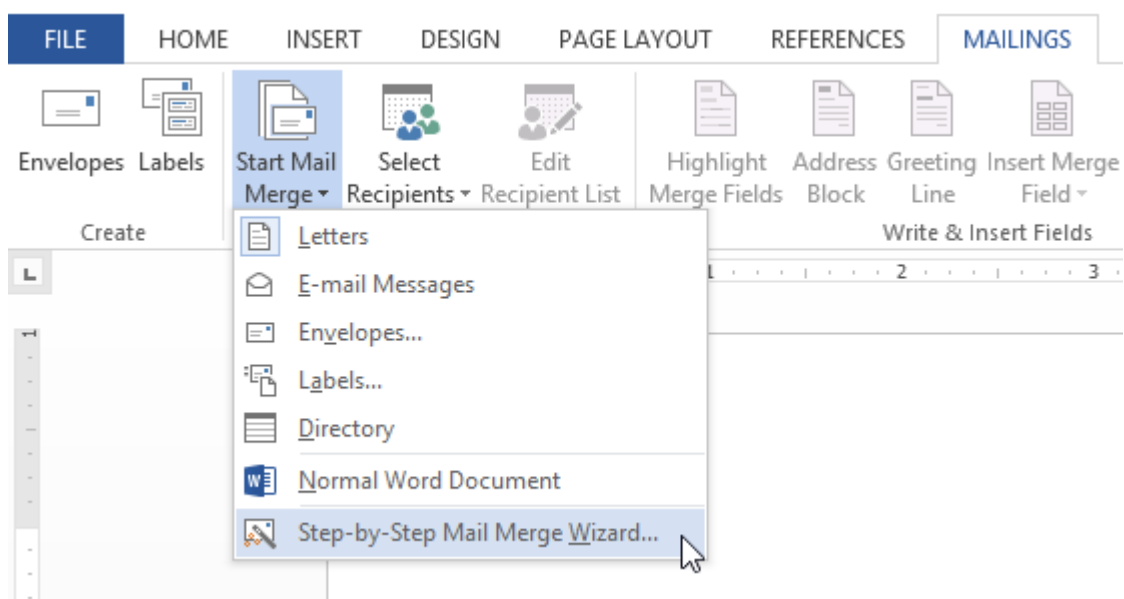 FILE HOME INSERT DESIGN PAGE LAYOUT REFERENCES MAILINGS
Envelopes Labels Start Mail Select Edit Highlight Address Greeting Insert Merge
Merge Recipients Recipient List Merge Fields Block Line Field
Create Write & Insert Fields
Letters
L 1 2 3
E-mail Messages
Envelopes...
1
Labels...
Directory
W Normal Word Document
Step-by-Step Mail Merge Wizard...